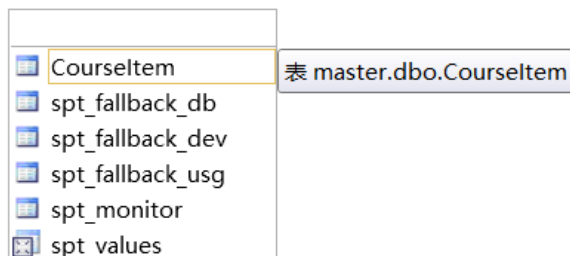 CourseItem
表 master.dbo.CourseItem
spt_fallback_db
spt_fallback_dev
spt_fallback_usg
spt_monitor
spt_values